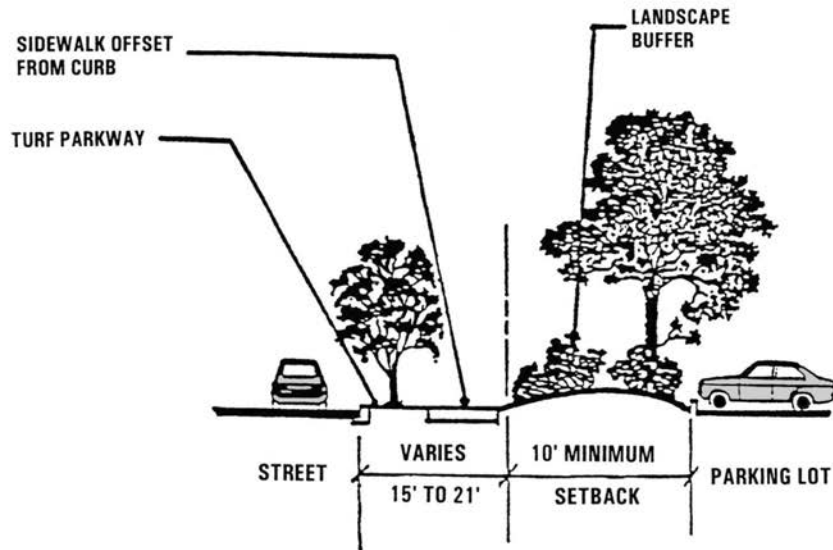 LANDSCAPE
BUFFER
SIDEWALK OFFSET
FROM CURB
TURF PARKWAY
STREET
VARIES
15' TO 21'
10' MINIMUM
SETBACK
PARKING LOT